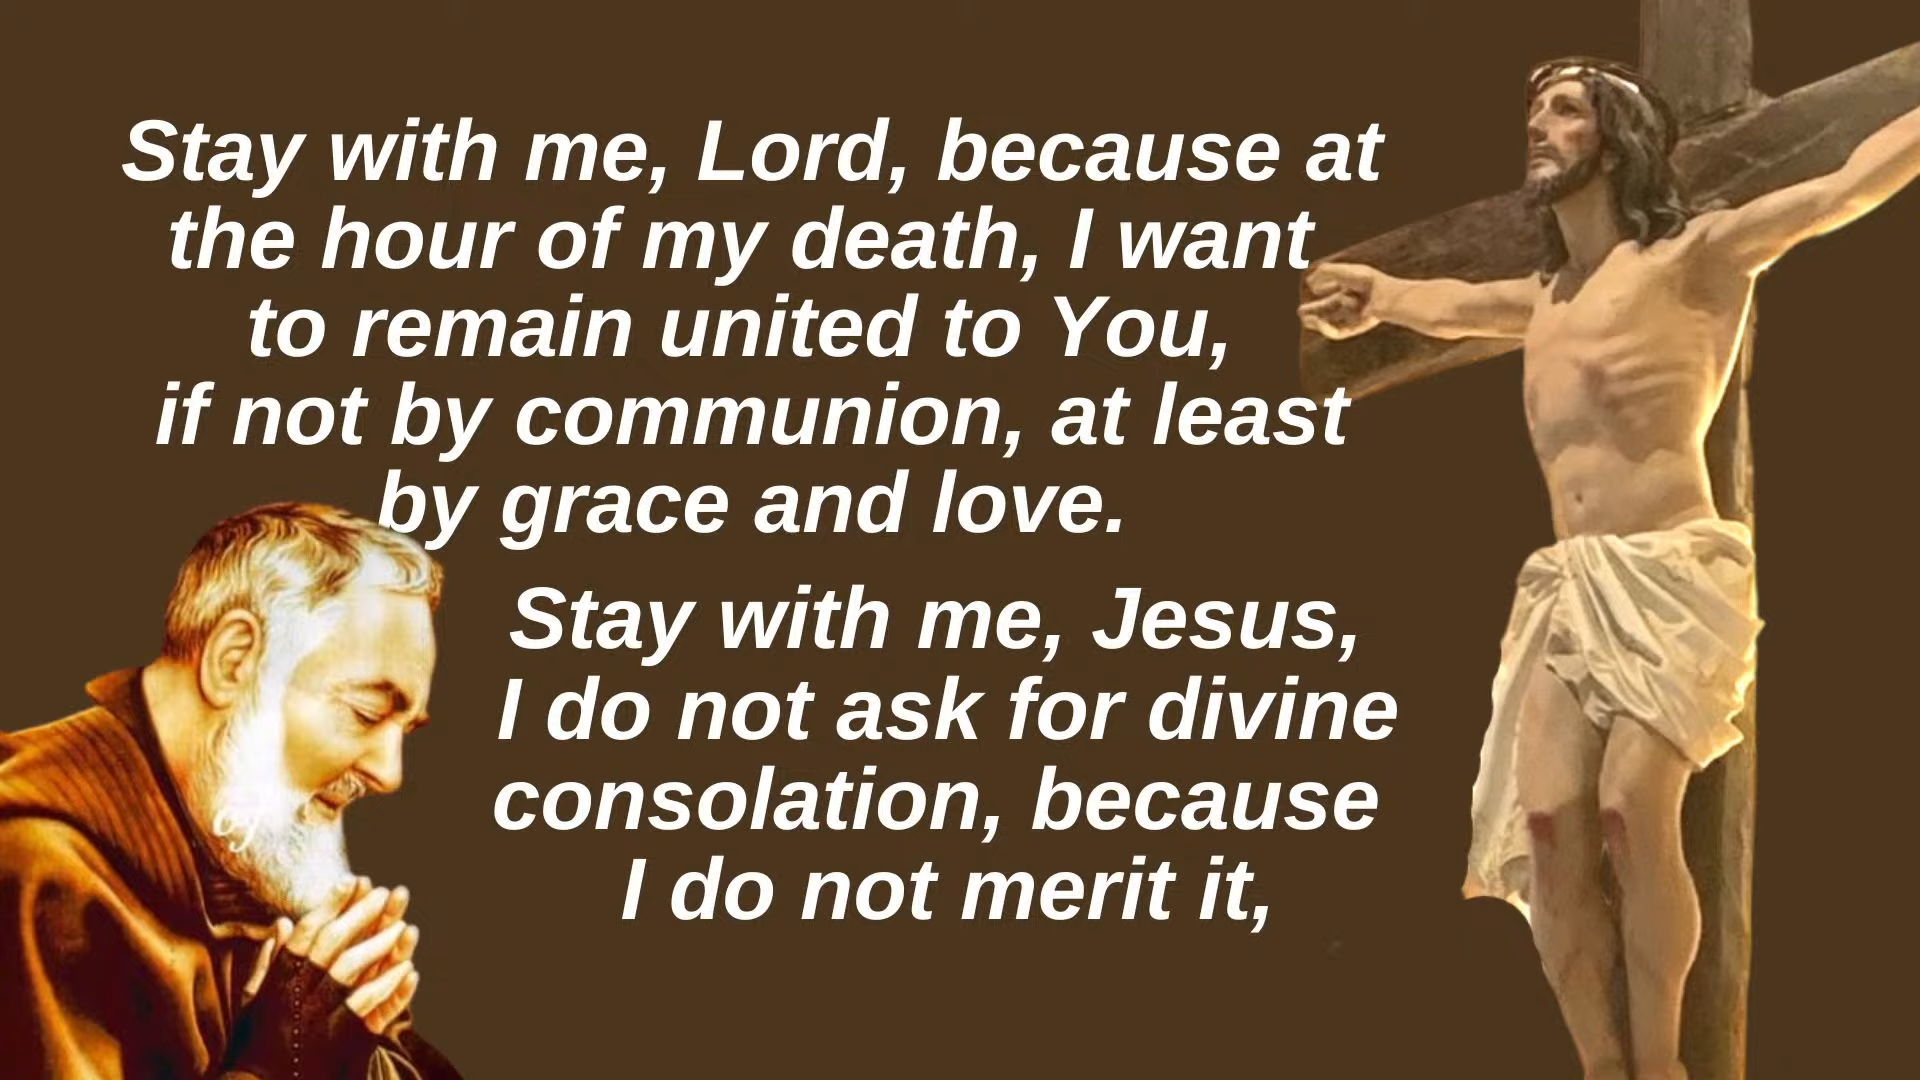 Stay with me, Lord, because at
the hour of my death, I want
to remain united to You,
if not by communion, at least
by grace and love.
Stay with me, Jesus,
I do not ask for divine
consolation, because
I do not merit it,